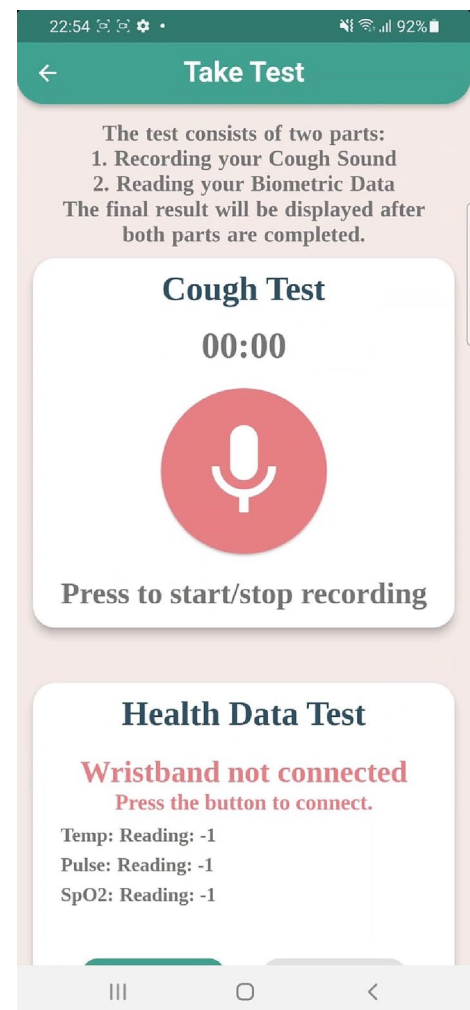 22:54
92%
Take Test
The test consists of two parts:
1. Recording your Cough Sound
2. Reading your Biometric Data
The final result will be displayed after
both parts are completed.
Cough Test
00:00
Press to start/stop recording
Health Data Test
Wristband not connected
Press the button to connect.
Temp: Reading: -1
Pulse: Reading: -1
SpO2: Reading: -1